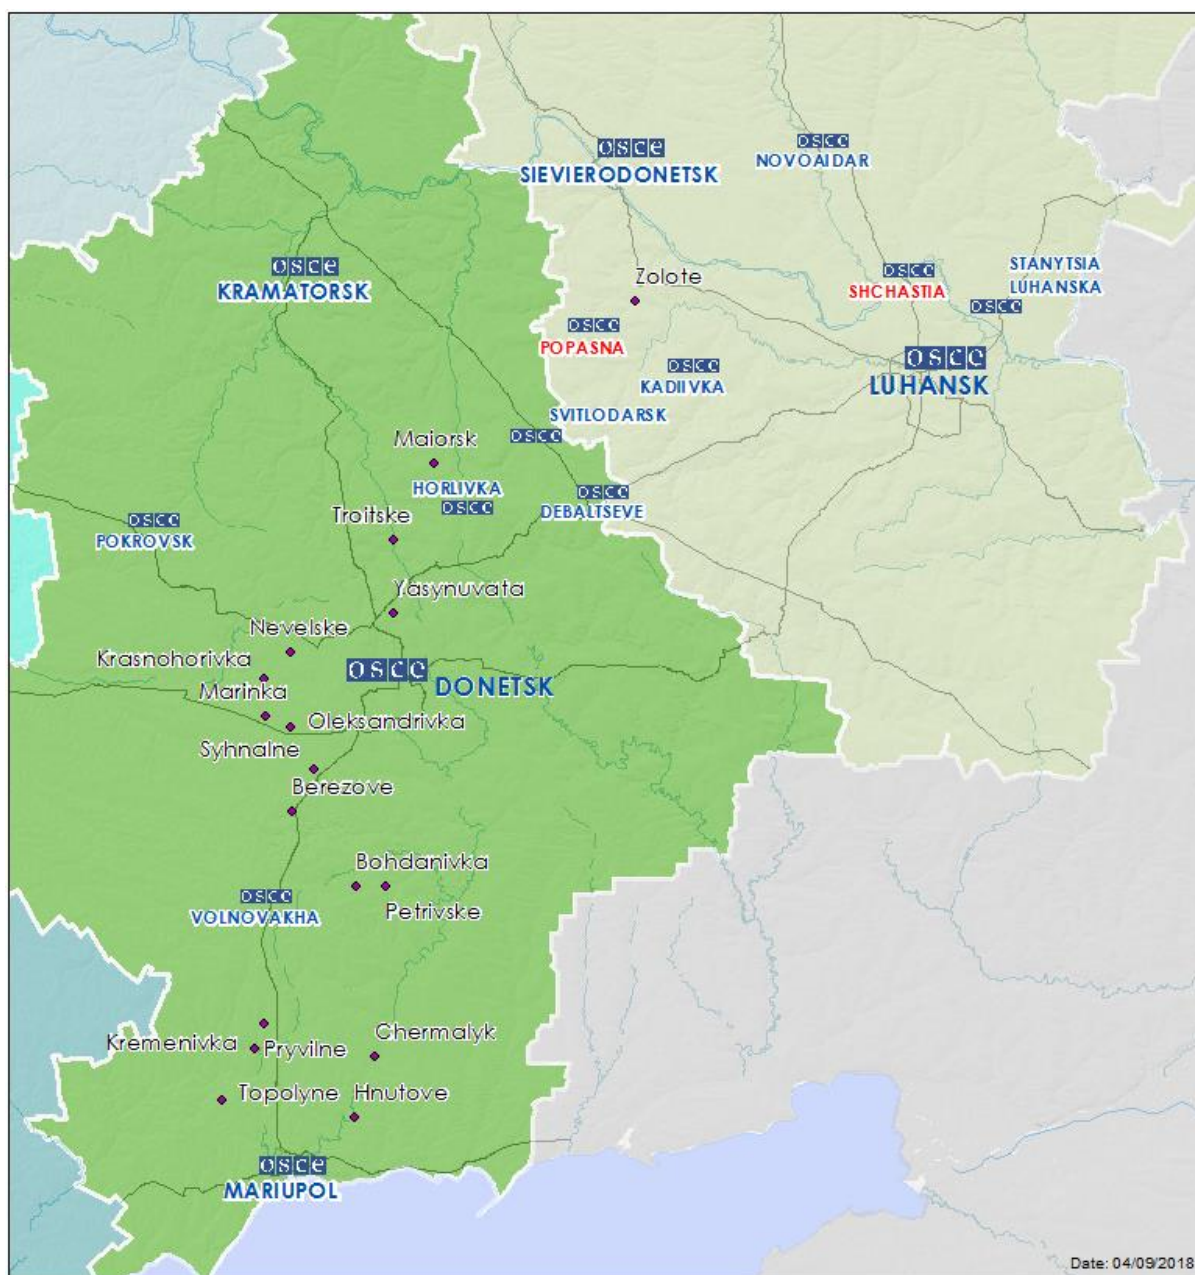 osce
SIEVIERODONETSK
osce
NOVOAIDAR
osce
KRAMATORSK
Zolote
osce
SHCHASTIA
STANYTSIA
LUHANSKA
osce
osce
POPASNA
osce
KADIIVKA
osce
LUHANSK
SVITLODARSK
osce
Maiorsk
HORLIVKA
osce
osce
DEBALTSEVE
Troitske
osce
POKROVSK
Yasynuvata
Nevelske
Krasnohorivka
osce
DONETSK
Marinka
Oleksandrivka
Syhnalne
Berezove
Bohdanivka
osce
VOLNOVAKHA
Petrivske
Chermalyk
Kremenivka
Pryvilne
Topolyne
Hnutove
osce
MARIUPOL
Date: 04/09/2018